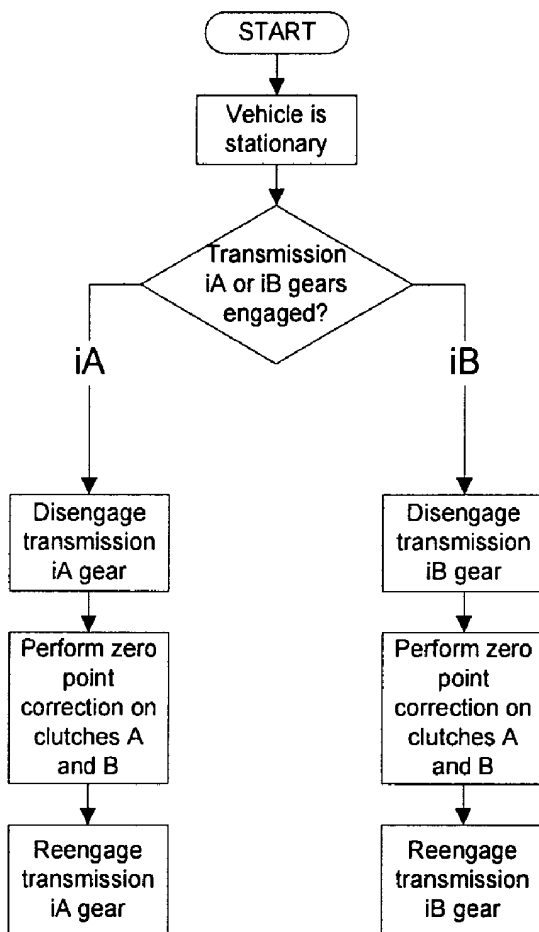 START
Vehicle is
stationary
Transmission
iA or iB gears
engaged?
iA
iB
Disengage
transmission
iA gear
Disengage
transmission
iB gear
Perform zero
point
correction on
clutches A
and B
Perform zero
point
correction on
clutches A
and B
Reengage
transmission
iA gear
Reengage
transmission
iB gear